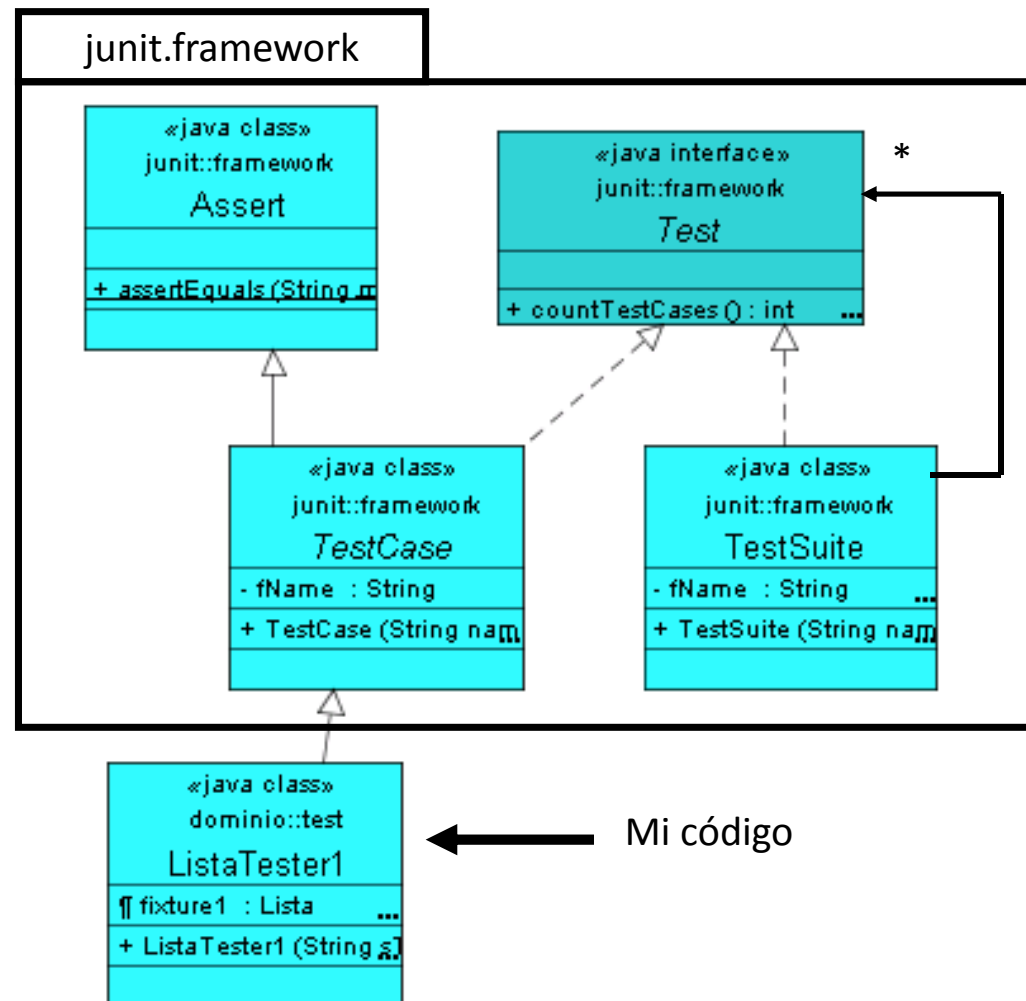 junit.framework
«java class»
junit::framework
Assert
+ assertEquals (String m
«java interface»
junit::framework
Test
+ countTestCases () : int ...
*
«java class»
junit::framework
TestCase
- fName : String
+ TestCase (String nam
«java class»
junit::framework
TestSuite
- fName : String ...
+ TestSuite (String nam
«java class»
dominio::test
ListaTester1
¶ fixture1 : Lista ...
+ ListaTester1 (String
Mi código